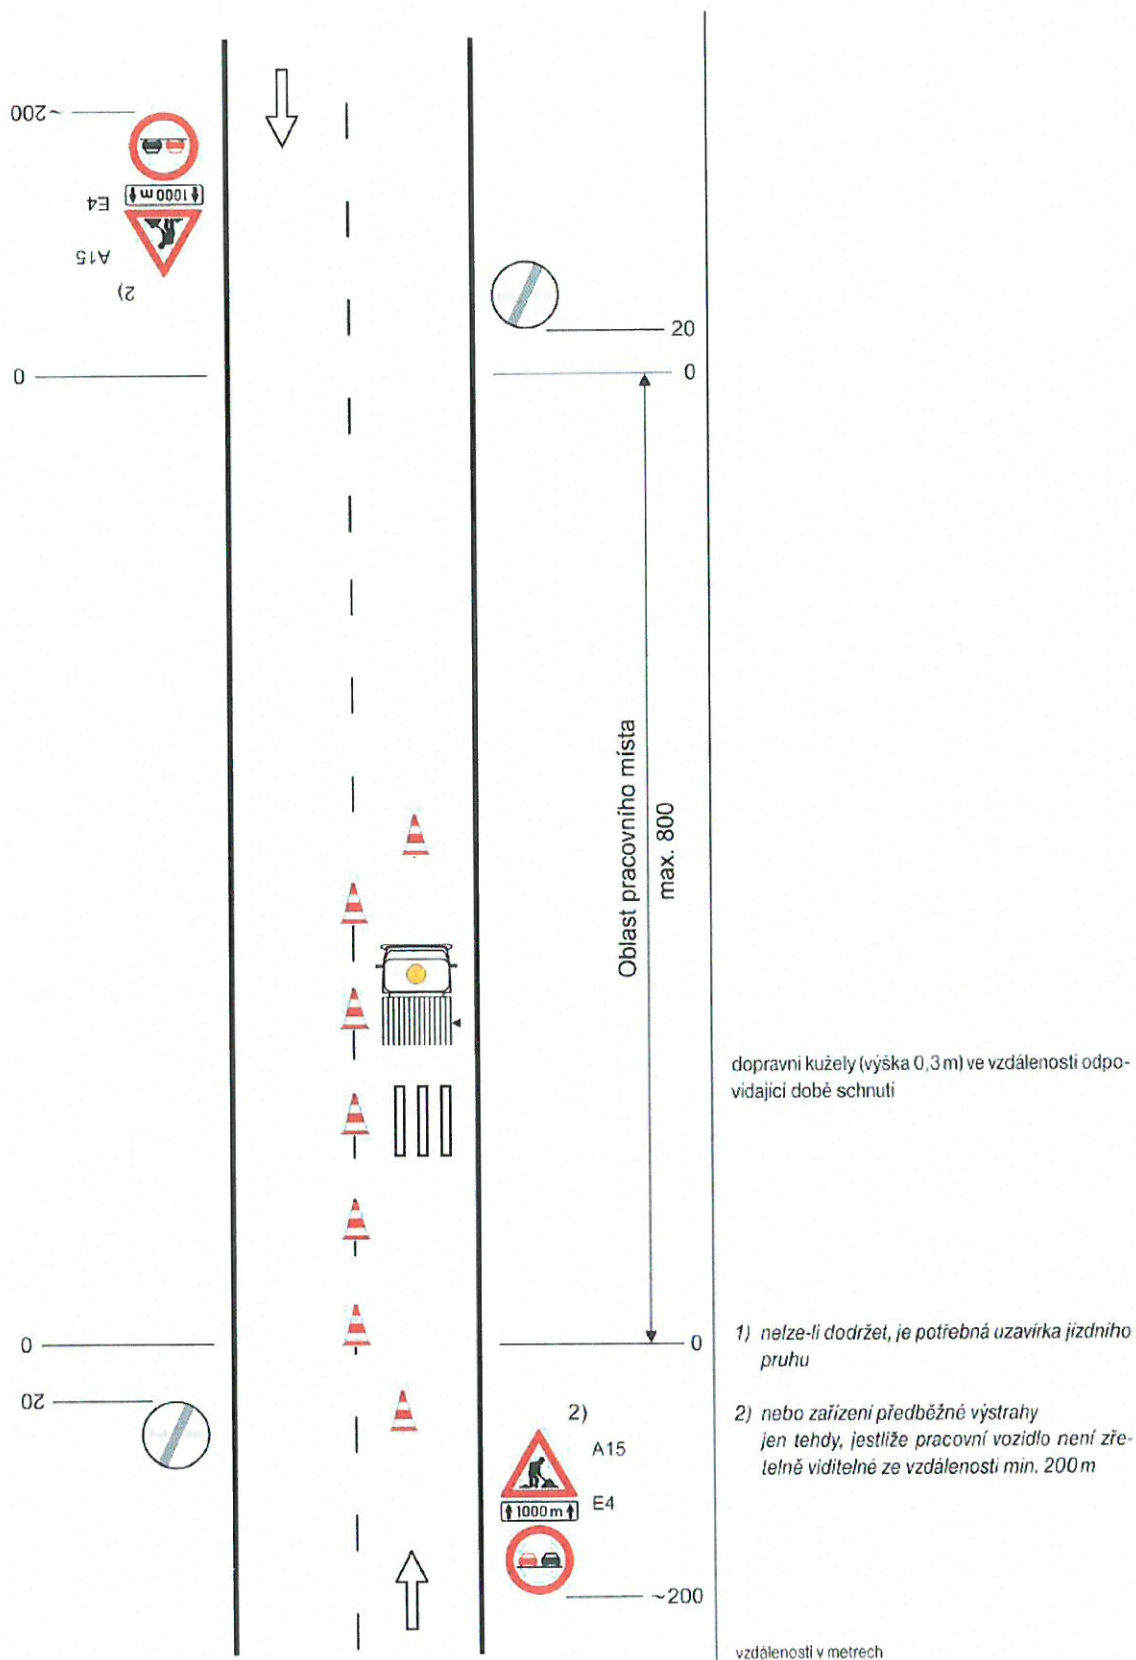 ~200
1000 m
E4
A15
2)
20
0
0
Oblast pracovního místa
max. 800
dopravní kužely (výška 0,3 m) ve vzdálenosti odpo-
vídající době schnutí
0
0
20
1) nelze-li dodržet, je potřebná uzavírka jízdního
pruhu
2) nebo zařízení předběžné výstrahy
jen tehdy, jestliže pracovní vozidlo není zře-
telně viditelné ze vzdálenosti min. 200 m
2)
A15
1000 m
E4
~200
vzdálenosti v metrech